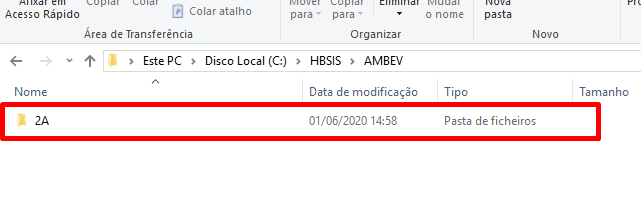 Afixar em Acesso Rápido
Copiar
Colar
Colar atalho
Mover para
Copiar para
Eliminar
Mudar o nome
Nova pasta
Área de Transferência
Organizar
Novo
Este PC > Disco Local (C:) > HBSIS > AMBEV
Nome Data de modificação Tipo Tamanho
2A 01/06/2020 14:58 Pasta de ficheiros